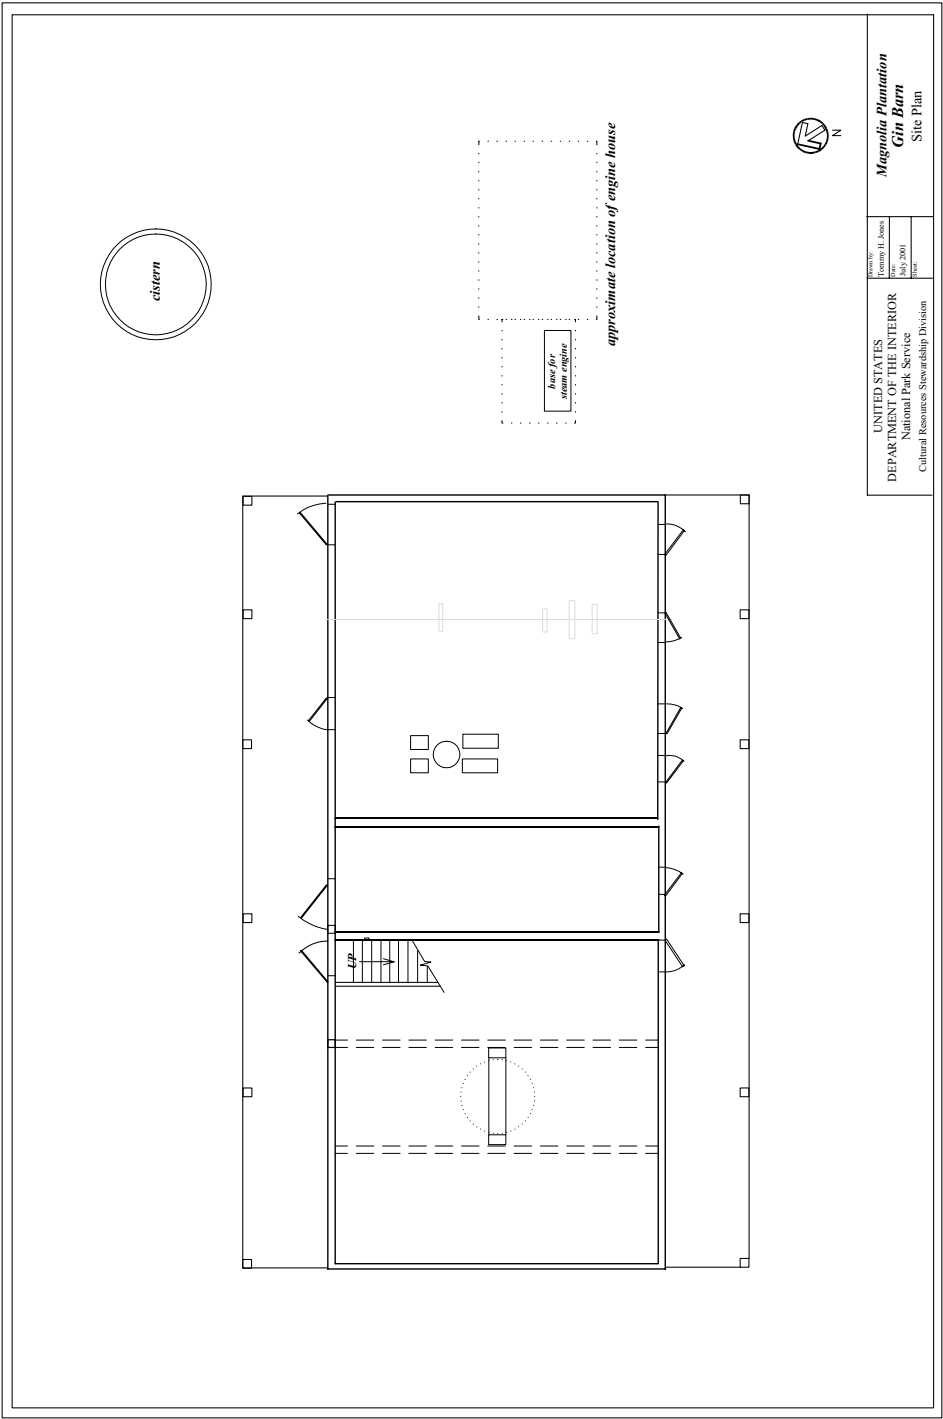 cistern
approximate location of engine house
base for
steam engine
N
UP
Magnolia Plantation
Gin Barn
Site Plan
Drawn by:
Tommy H. Jones
Date:
July 2001
Sheet:
UNITED STATES
DEPARTMENT OF THE INTERIOR
National Park Service
Cultural Resources Stewardship Division